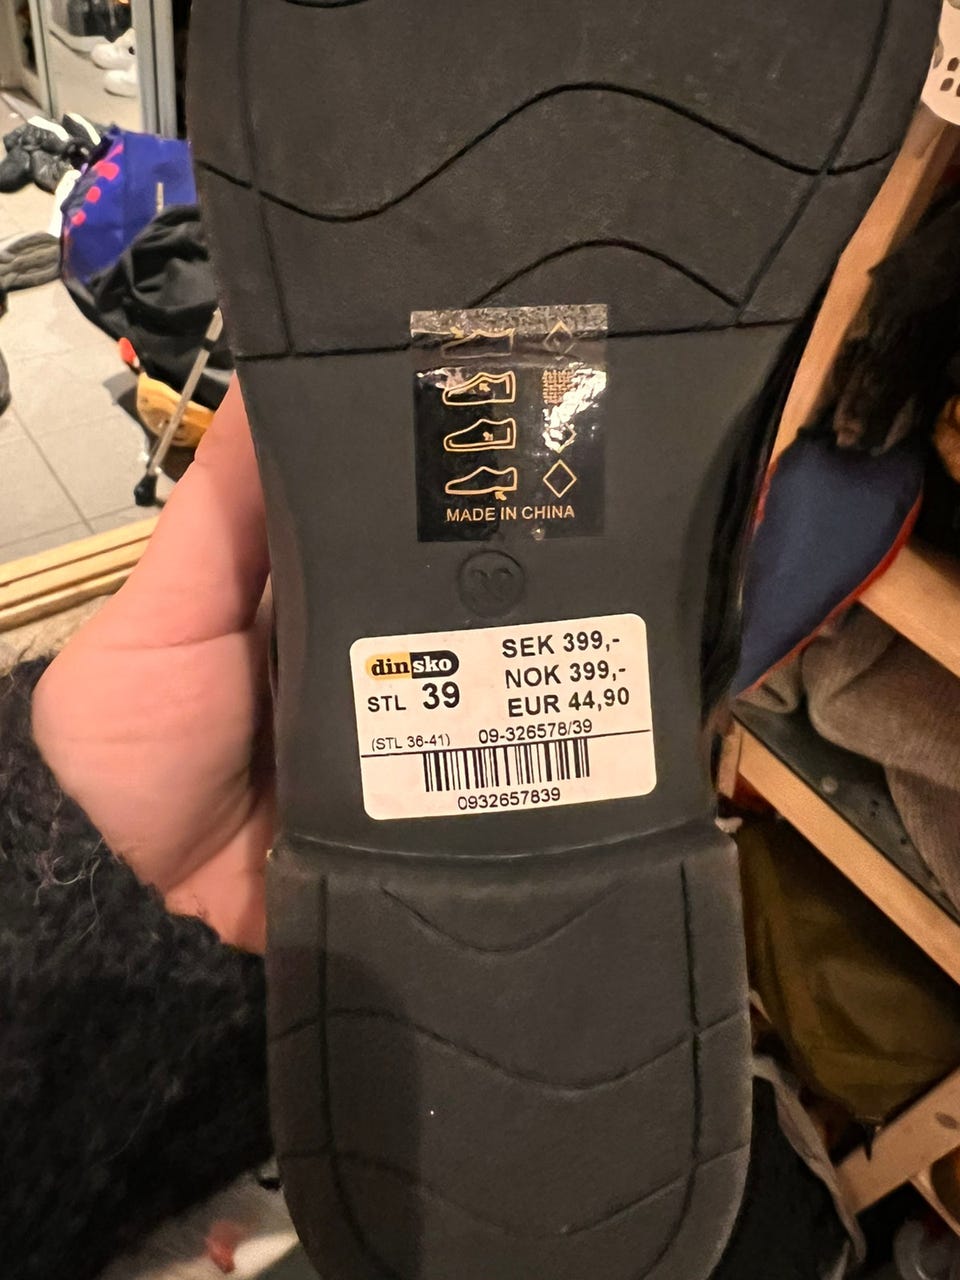 MADE IN CHINA
39
dinsko
SEK 399,-
NOK 399,-
EUR 44,90
STL 39
(STL 36-41) 09-326578/39
0932657839